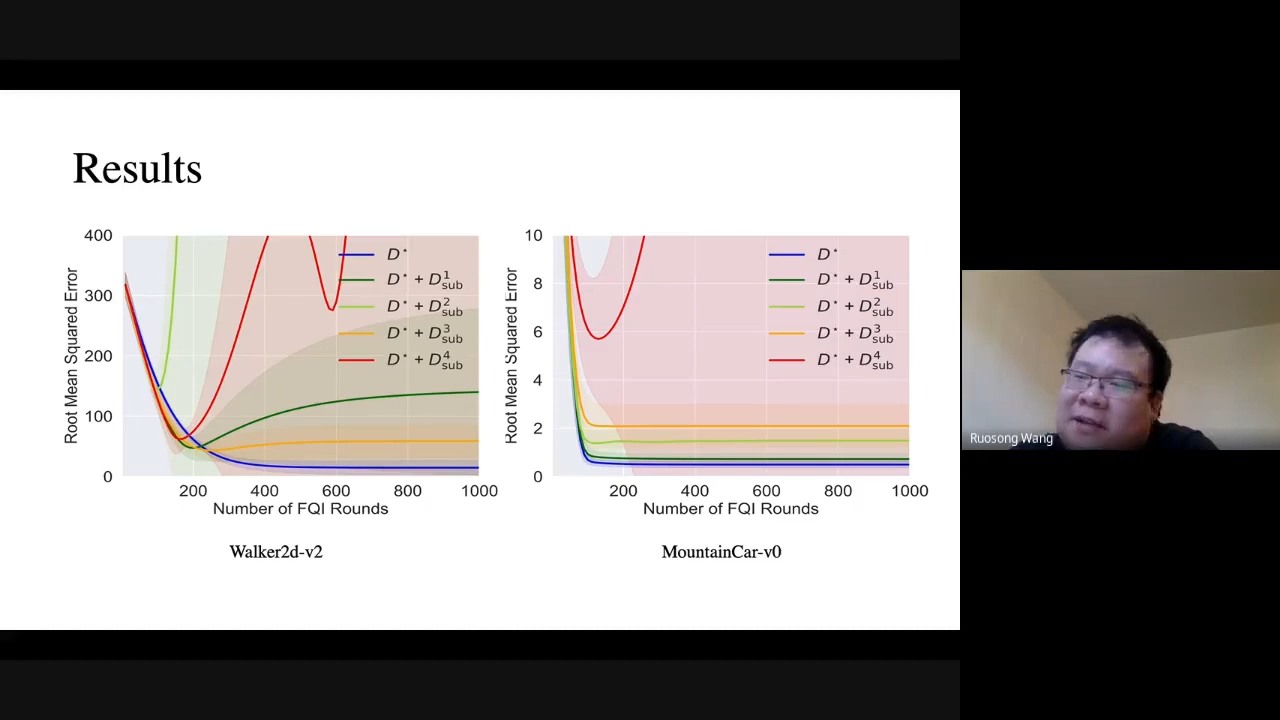 Results
Root Mean Squared Error
400
300
200
100
0
200 400 600 800 1000
Number of FQI Rounds
D*
D* + D¹sub
D* + D²sub
D* + D³sub
D* + D⁴sub
Walker2d-v2
Root Mean Squared Error
10
8
6
4
2
0
200 400 600 800 1000
Number of FQI Rounds
D*
D* + D¹sub
D* + D²sub
D* + D³sub
D* + D⁴sub
MountainCar-v0
Ruosong Wang